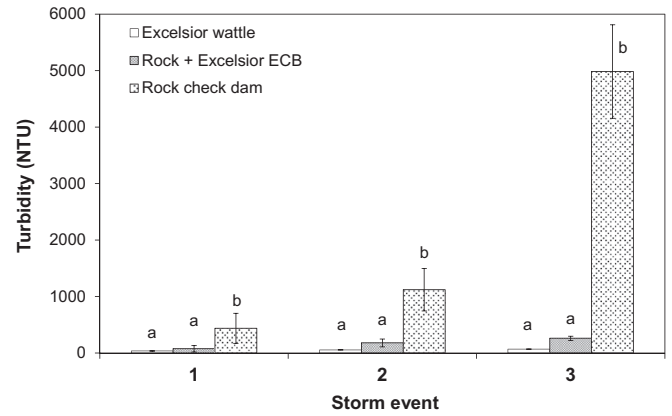 6000
5000
4000
3000
2000
1000
0
Turbidity (NTU)
Excelsior wattle
Rock + Excelsior ECB
Rock check dam
a a b
a a b
a a b
1 2 3
Storm event